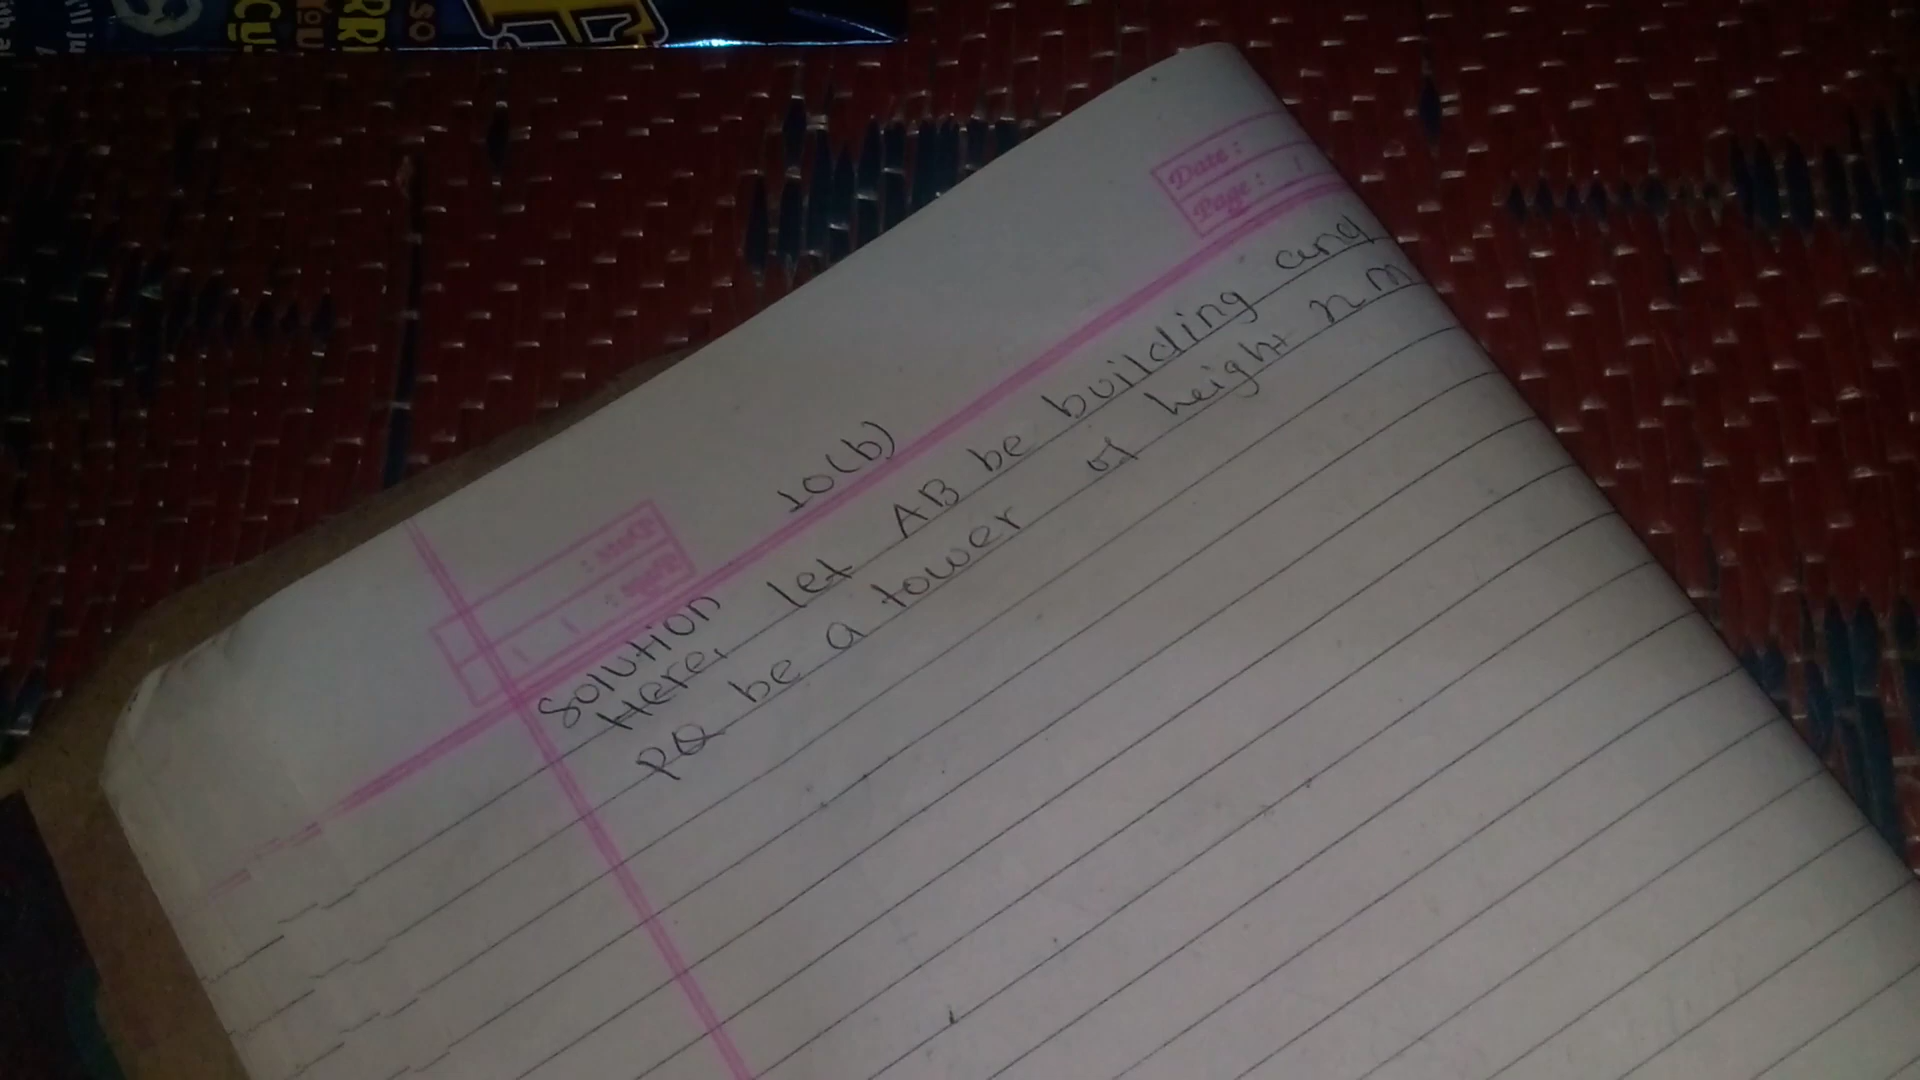 Date:
Page:
10(b)
Solution
Here, let AB be building and
PQ be a tower of height n m